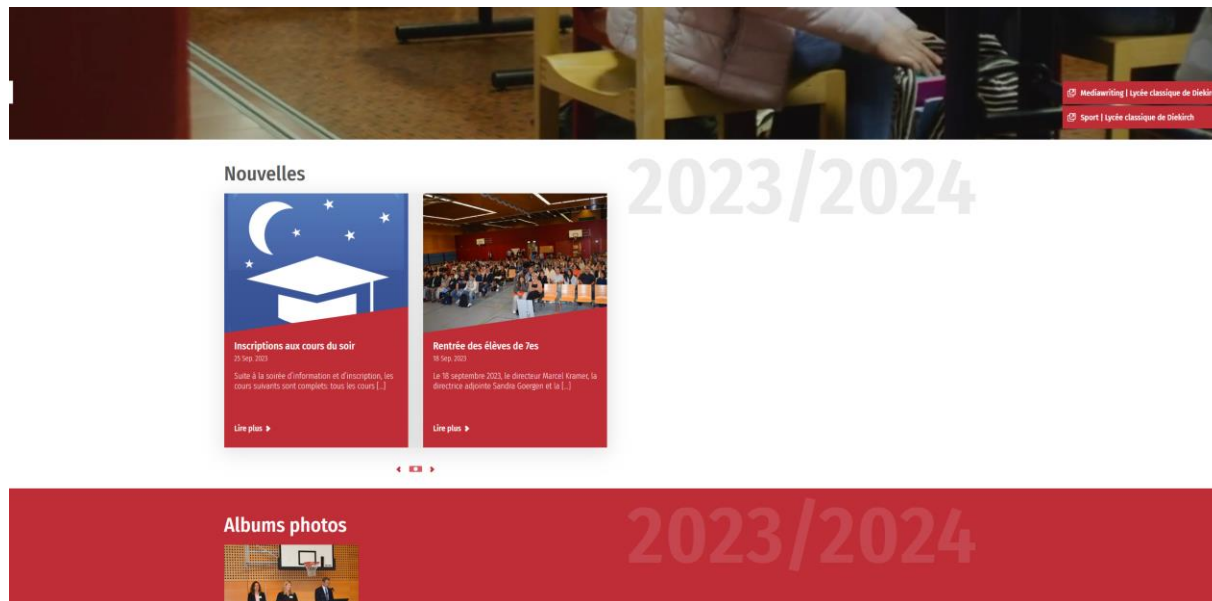 Mediawriting | Lycée classique de Diekir
Sport | Lycée classique de Diekirch
Nouvelles
2023/2024
Inscriptions aux cours du soir
25 Sep. 2023
Suite à la soirée d'information et d'inscription, les
cours suivants sont complets: tous les cours [...]
Lire plus
Rentrée des élèves de 7es
18 Sep. 2023
Le 18 septembre 2023, le directeur Marcel Kramer, la
directrice adjointe Sandra Goergen et la [...]
Lire plus
Albums photos
2023/2024